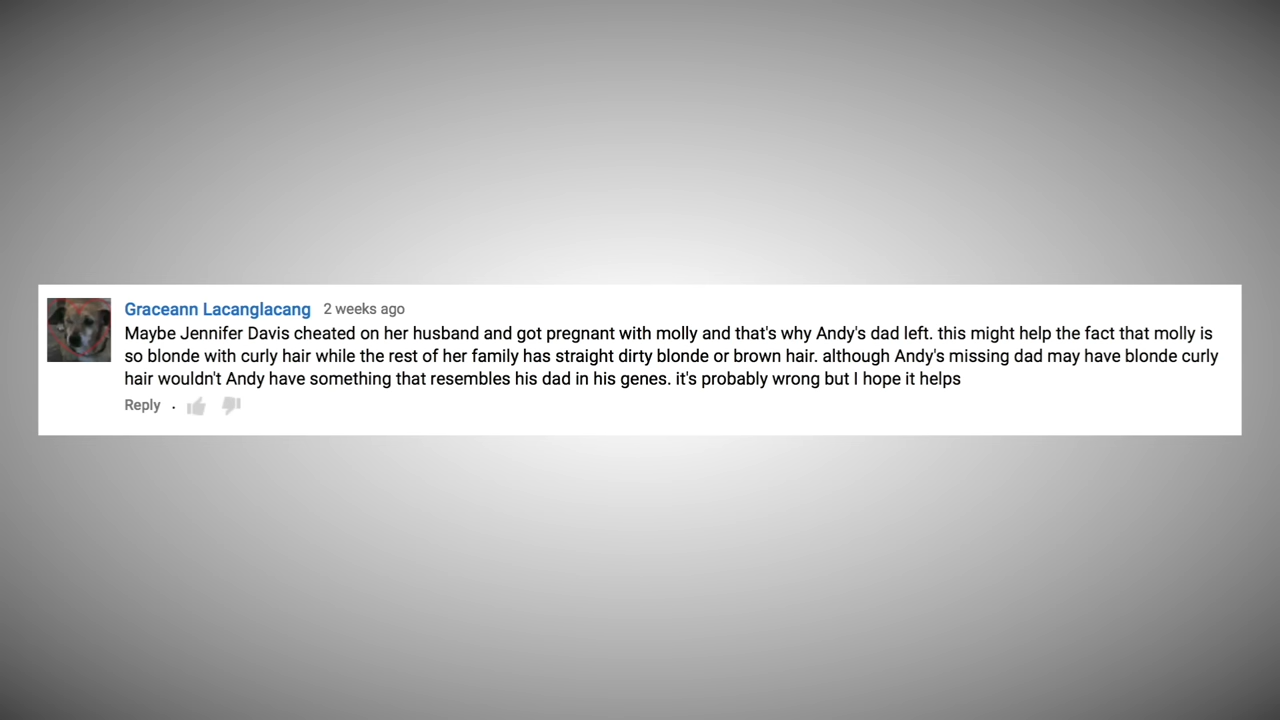 Graceann Lacanglacang 2 weeks ago
Maybe Jennifer Davis cheated on her husband and got pregnant with molly and that's why Andy's dad left. this might help the fact that molly is
so blonde with curly hair while the rest of her family has straight dirty blonde or brown hair. although Andy's missing dad may have blonde curly
hair wouldn't Andy have something that resembles his dad in his genes. it's probably wrong but I hope it helps
Reply ·